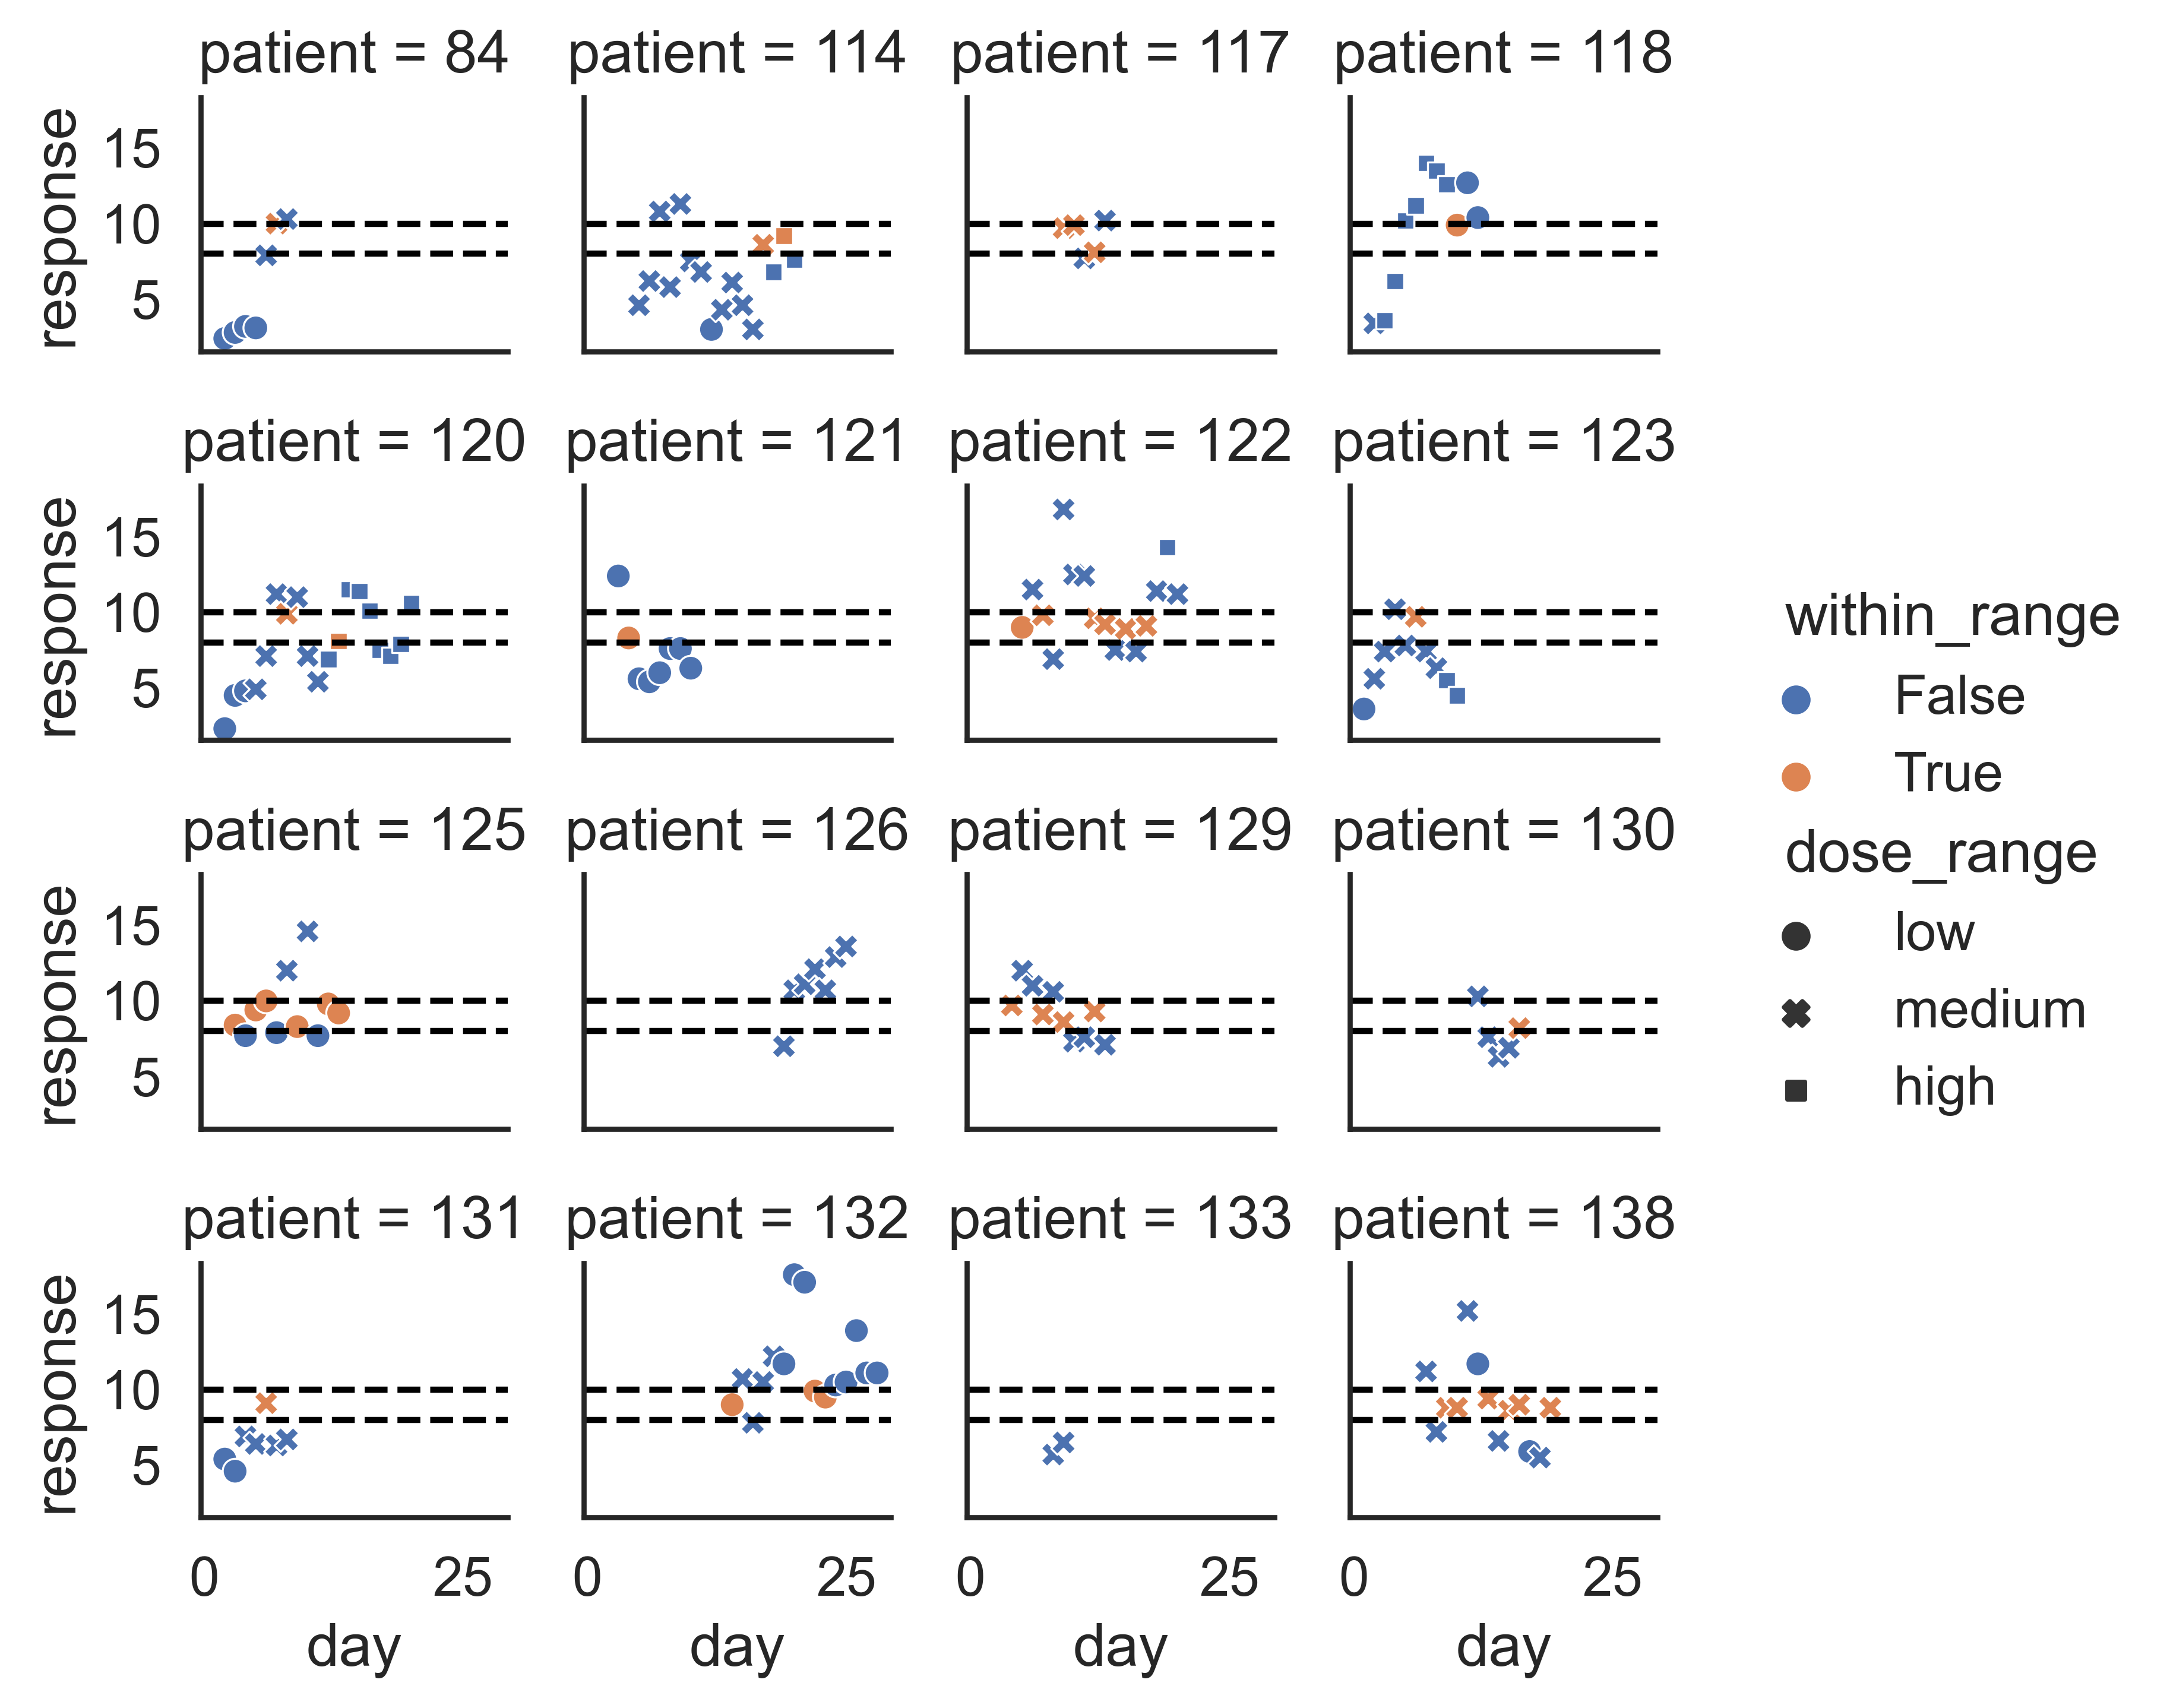 patient = 84
patient = 114
patient = 117
patient = 118
response
15
10
5
patient = 120
patient = 121
patient = 122
patient = 123
response
15
10
5
patient = 125
patient = 126
patient = 129
patient = 130
response
15
10
5
patient = 131
patient = 132
patient = 133
patient = 138
response
15
10
5
0 25
0 25
0 25
0 25
day
day
day
day
within_range
False
True
dose_range
low
medium
high